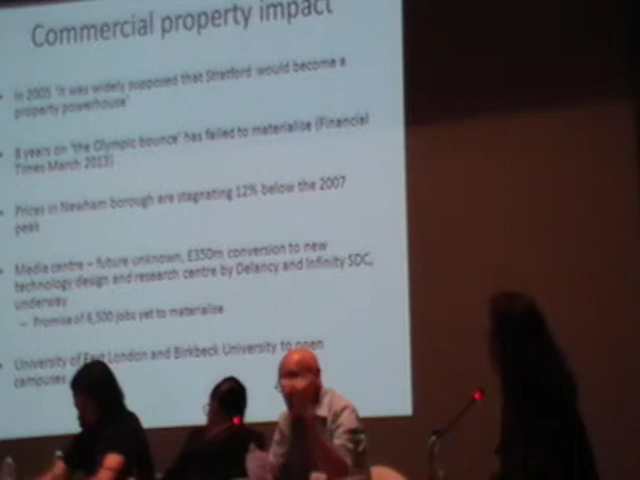 Commercial property impact
• In 2005 'it was widely supposed that Stratford would become a
property powerhouse'
• 8 years on 'the Olympic bounce' has failed to materialise (Financial
Times March 2013)
• Prices in Newham borough are stagnating 12% below the 2007
peak
• Media centre – future unknown, £350m conversion to new
technology design and research centre by Delancy and Infinity SDC,
underway
– Promise of 6,500 jobs yet to materialise
University of East London and Birkbeck University to open
campuses